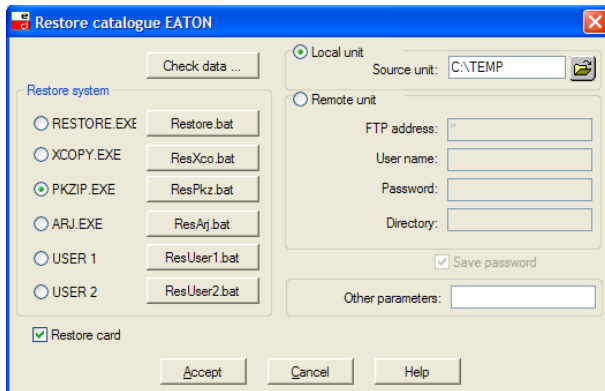 Restore catalogue EATON
Check data ...
Local unit
Source unit: C:\TEMP
Restore system
Remote unit
RESTORE.EXE Restore.bat
FTP address: "
XCOPY.EXE ResXco.bat
User name:
PKZIP.EXE ResPkz.bat
Password:
ARJ.EXE ResArj.bat
Directory:
USER 1 ResUser1.bat
Save password
USER 2 ResUser2.bat
Other parameters:
Restore card
Accept Cancel Help